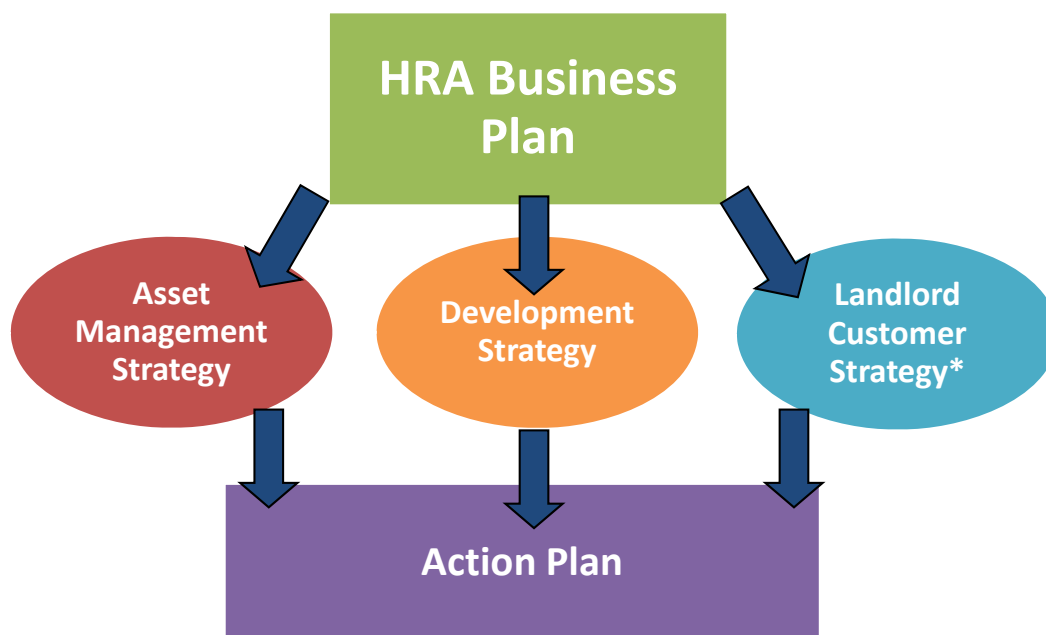 HRA Business
Plan
Asset
Management
Strategy
Development
Strategy
Landlord
Customer
Strategy*
Action Plan